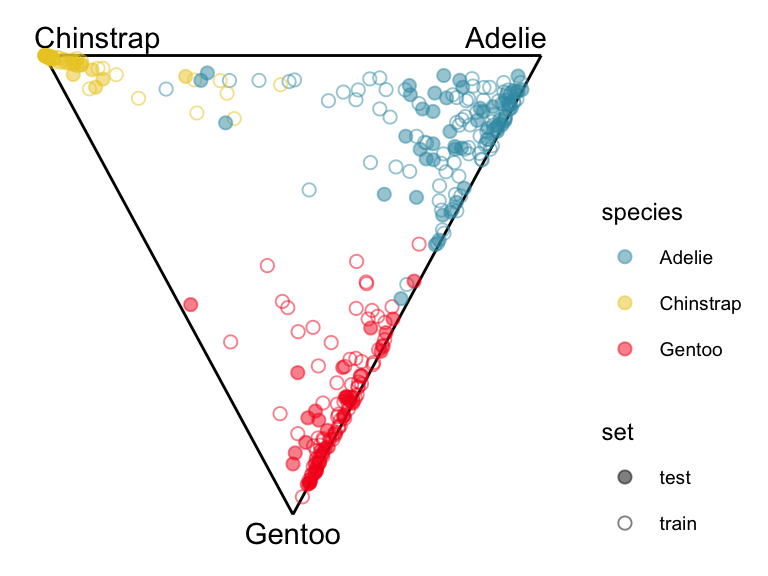 Chinstrap
Adelie
Gentoo
species
Adelie
Chinstrap
Gentoo
set
test
train